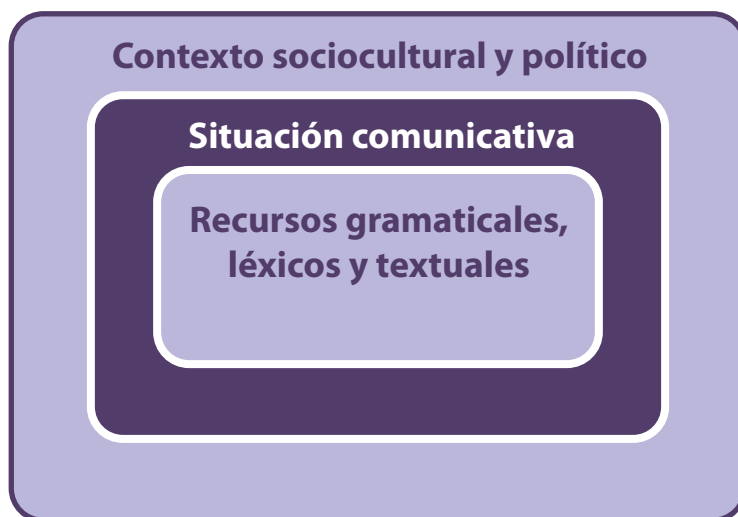 Contexto sociocultural y político
Situación comunicativa
Recursos gramaticales,
léxicos y textuales